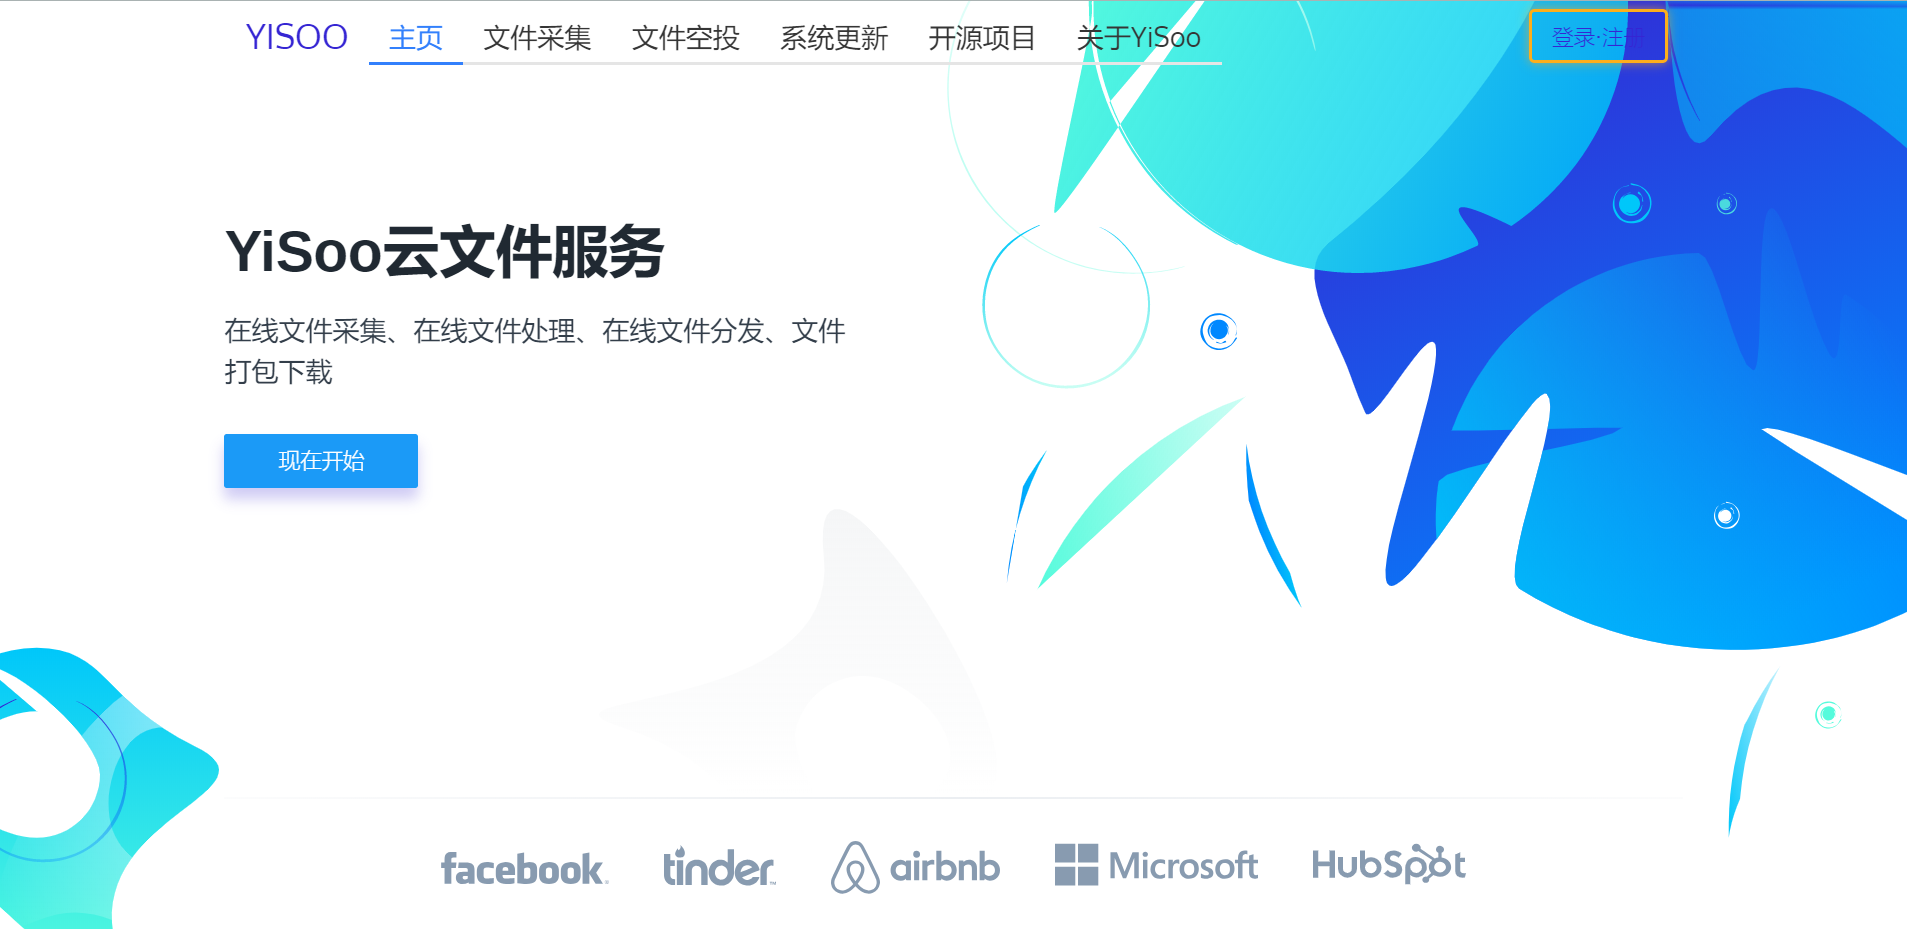 YISOO
主页
文件采集
文件空投
系统更新
开源项目
关于YiSoo
登录·注册
YiSoo云文件服务
在线文件采集、在线文件处理、在线文件分发、文件
打包下载
现在开始
facebook
tinder™
airbnb
Microsoft
HubSpot